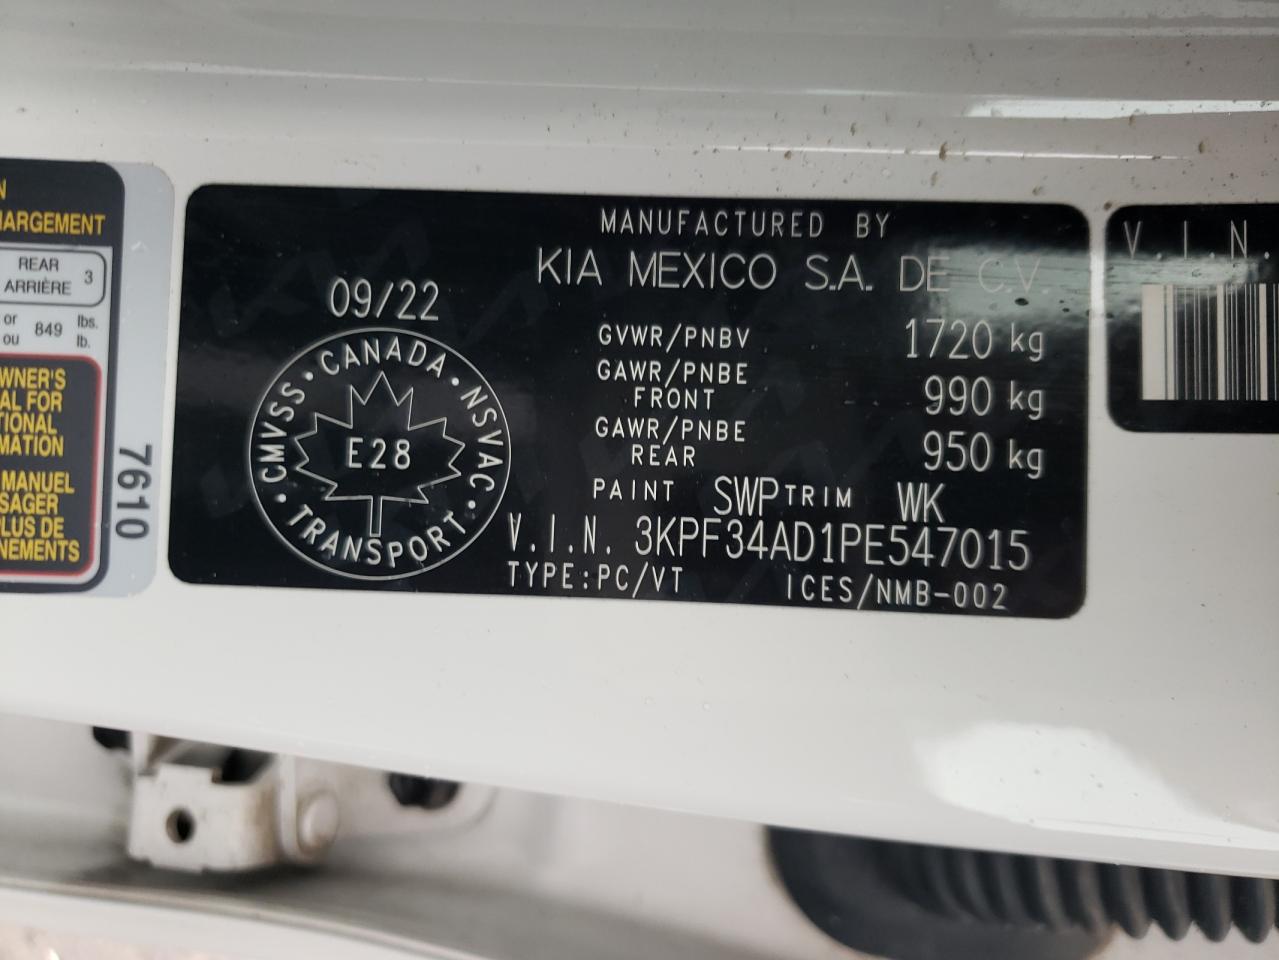 N
HARGEMENT
REAR
ARRIÈRE 3
or
ou 849 lbs.
lb.
WNER'S
AL FOR
TIONAL
MATION
MANUEL
SAGER
PLUS DE
NEMENTS
7610
09/22
CMVSS • CANADA • NSVAC • TRANSPORT •
E28
MANUFACTURED BY
KIA MEXICO S.A. DE C.V.
GVWR/PNBV 1720 kg
GAWR/PNBE
FRONT 990 kg
GAWR/PNBE
REAR 950 kg
PAINT SWP TRIM WK
V.I.N. 3KPF34AD1PE547015
TYPE:PC/VT ICES/NMB-002
V.I.N.